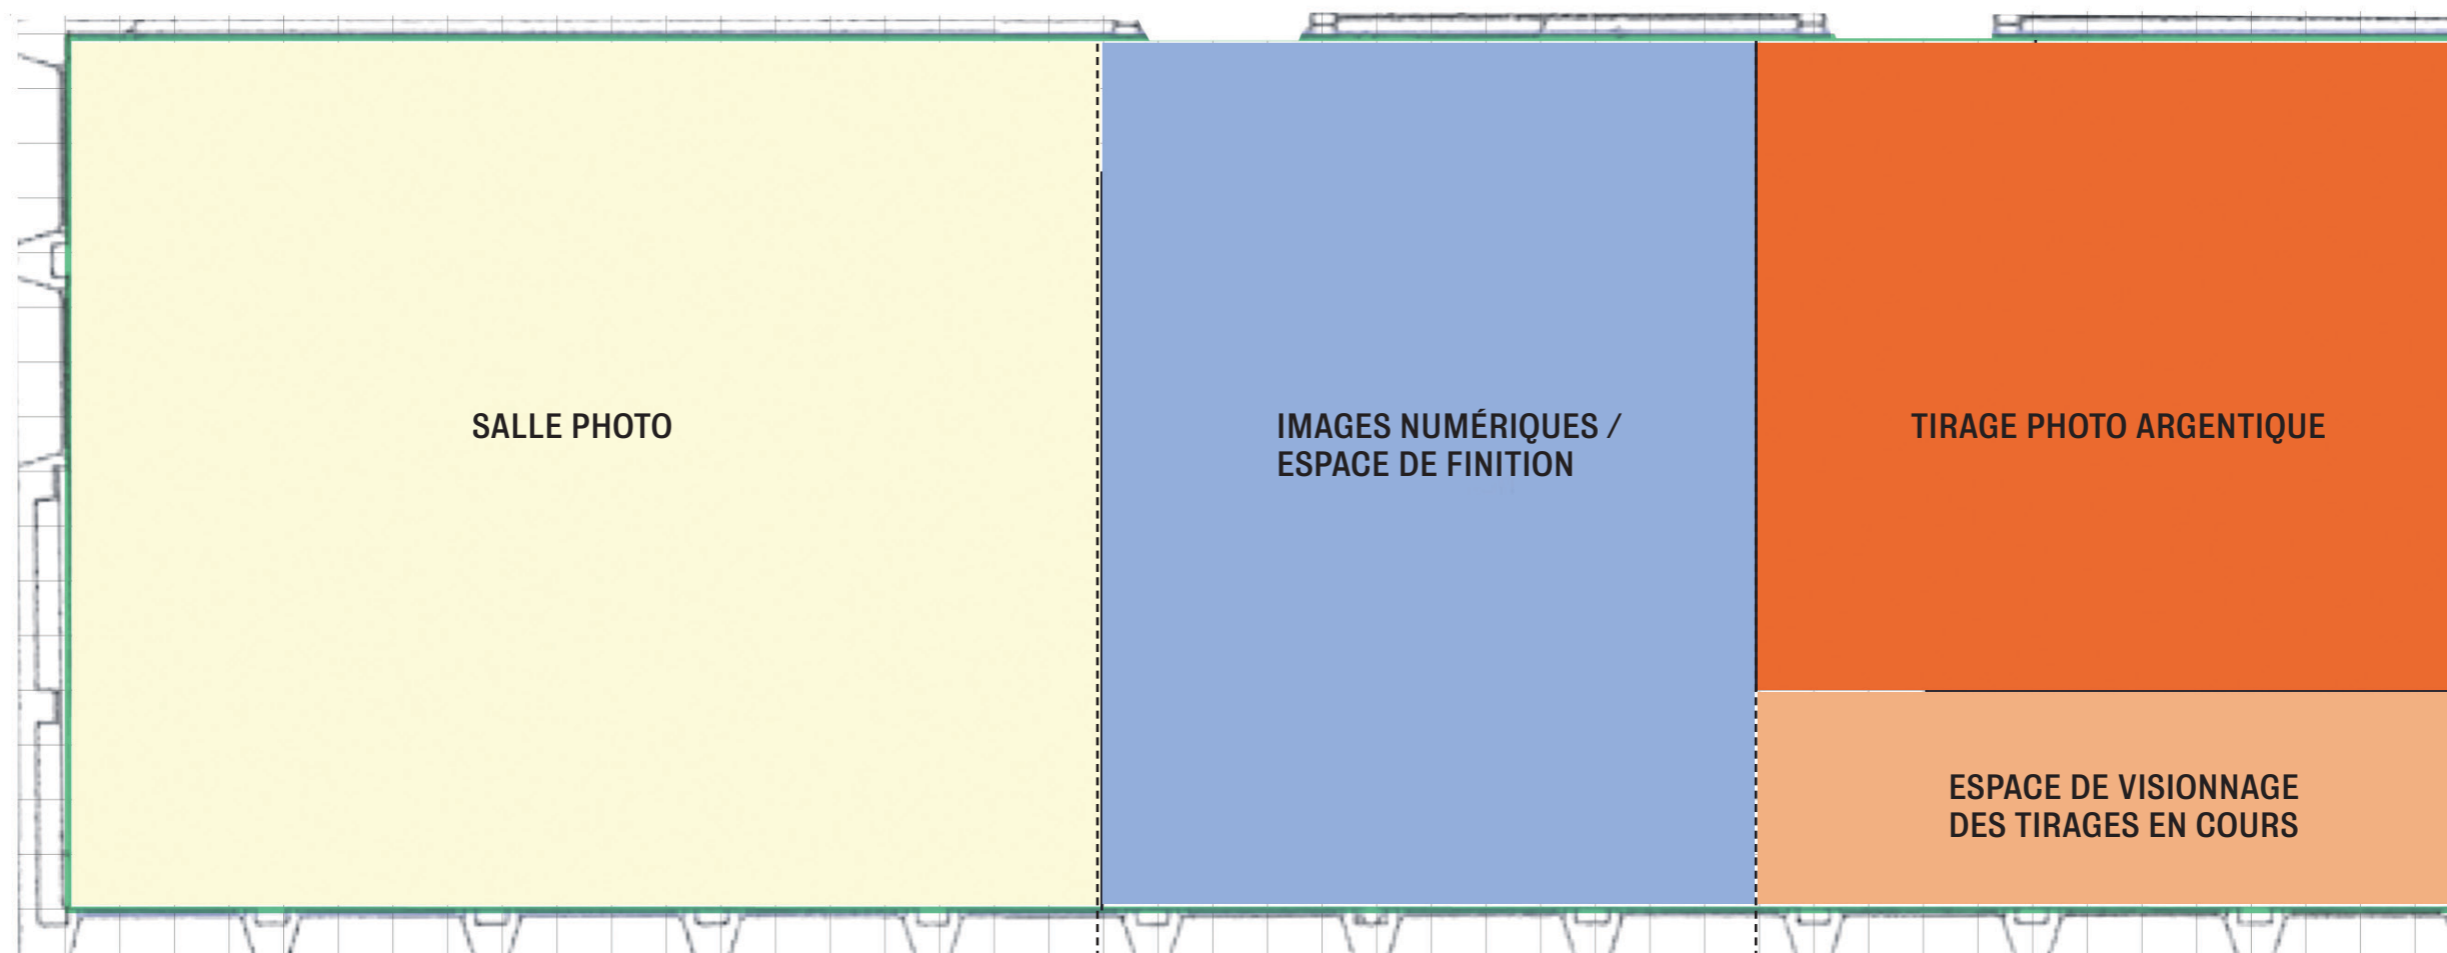 SALLE PHOTO
IMAGES NUMÉRIQUES /
ESPACE DE FINITION
TIRAGE PHOTO ARGENTIQUE
ESPACE DE VISIONNAGE
DES TIRAGES EN COURS